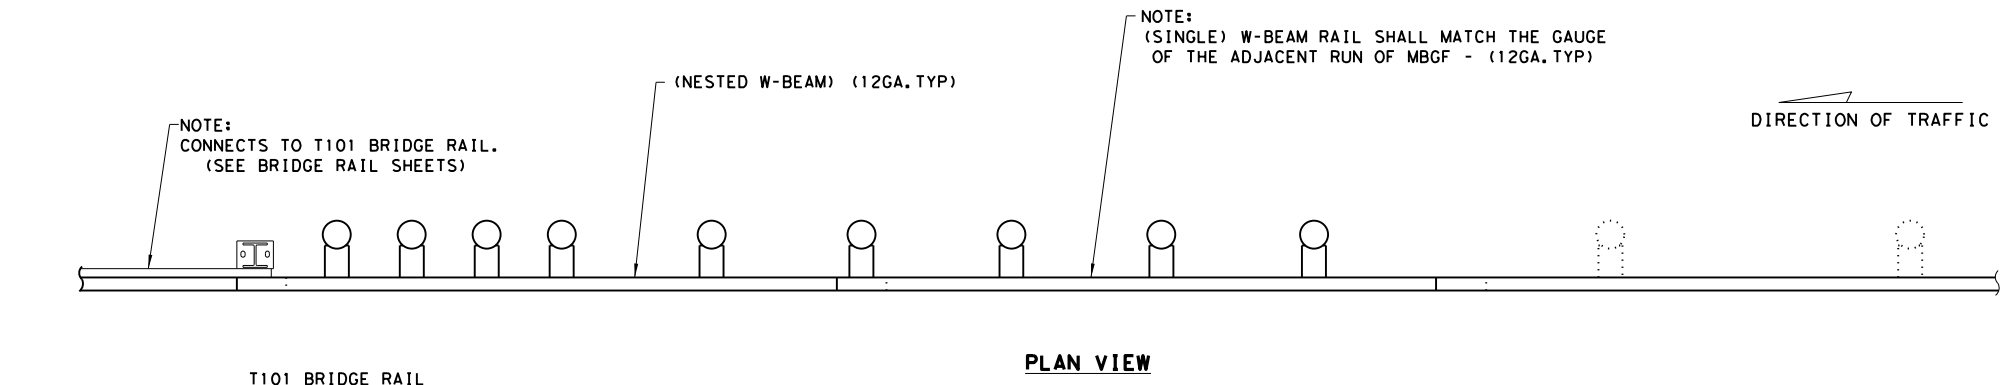 NOTE:
(SINGLE) W-BEAM RAIL SHALL MATCH THE GAUGE
OF THE ADJACENT RUN OF MBGF - (12GA.TYP)
(NESTED W-BEAM) (12GA.TYP)
DIRECTION OF TRAFFIC
NOTE:
CONNECTS TO T101 BRIDGE RAIL.
(SEE BRIDGE RAIL SHEETS)
PLAN VIEW
T101 BRIDGE RAIL